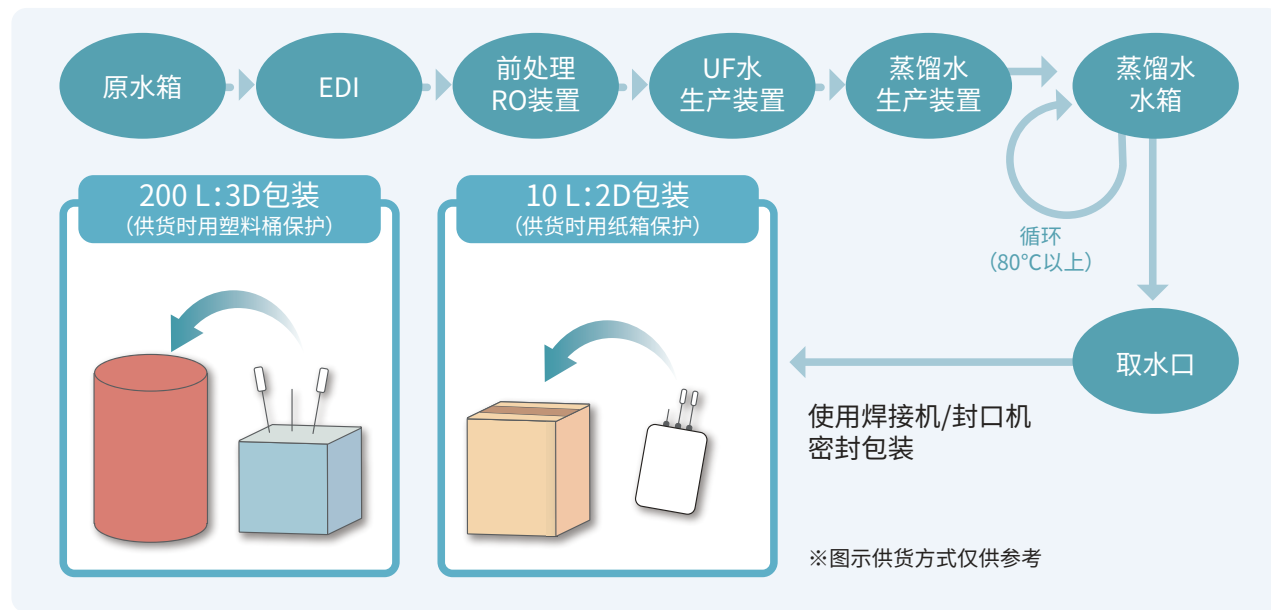 原水箱
EDI
前处理
RO装置
UF水
生产装置
蒸馏水
生产装置
蒸馏水
水箱
循环
（80℃以上）
取水口
使用焊接机/封口机
密封包装
200 L：3D包装
（供货时用塑料桶保护）
10 L：2D包装
（供货时用纸箱保护）
※图示供货方式仅供参考